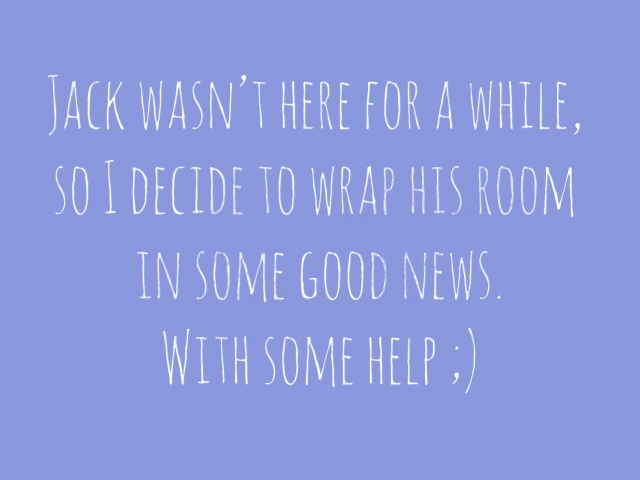 Jack wasn't here for a while,
so I decide to wrap his room
in some good news.
With some help ;)